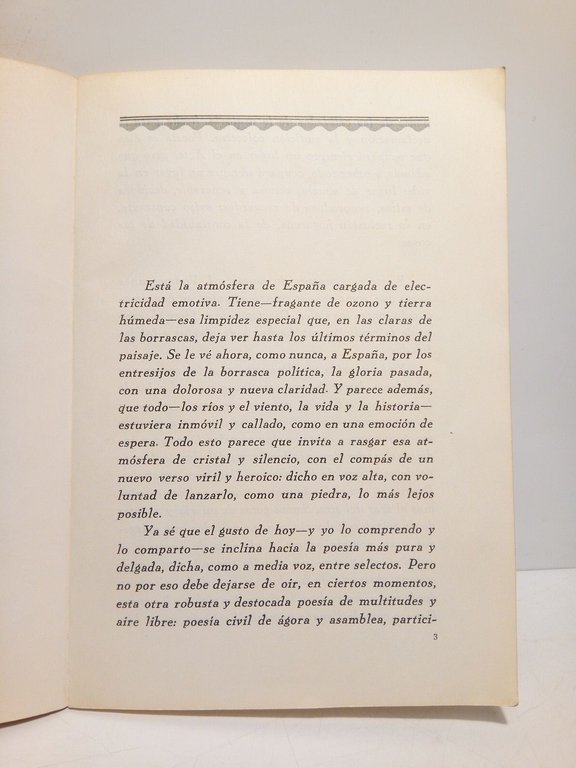 Está la atmósfera de España cargada de elec-
tricidad emotiva. Tiene—fragante de ozono y tierra
húmeda—esa limpidez especial que, en las claras de
las borrascas, deja ver hasta los últimos términos del
paisaje. Se le vé ahora, como nunca, a España, por los
entresijos de la borrasca política, la gloria pasada,
con una dolorosa y nueva claridad. Y parece además,
que todo—los ríos y el viento, la vida y la historia—
estuviera inmóvil y callado, como en una emoción de
espera. Todo esto parece que invita a rasgar esa at-
mósfera de cristal y silencio, con el compás de un
nuevo verso viril y heroico: dicho en voz alta, con vo-
luntad de lanzarlo, como una piedra, lo más lejos
posible.
Ya sé que el gusto de hoy—y yo lo comprendo y
lo comparto—se inclina hacia la poesía más pura y
delgada, dicha, como a media voz, entre selectos. Pero
no por eso debe dejarse de oir, en ciertos momentos,
esta otra robusta y destocada poesía de multitudes y
aire libre: poesía civil de ágora y asamblea, partici-
3